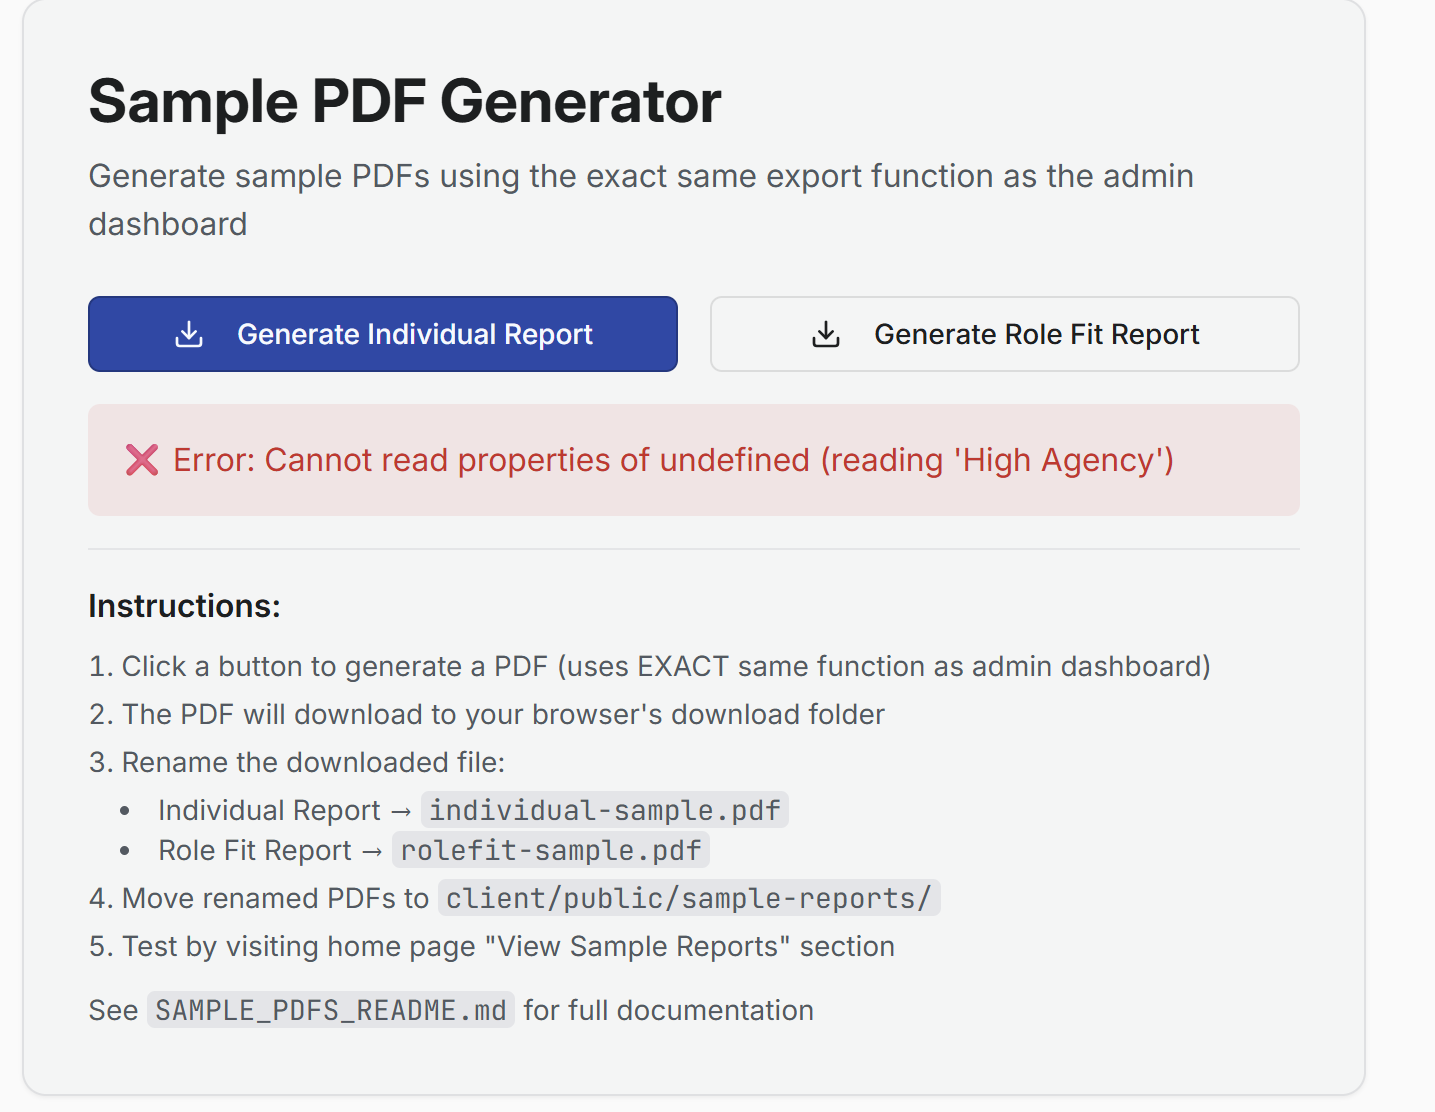 Sample PDF Generator
Generate sample PDFs using the exact same export function as the admin
dashboard
Generate Individual Report
Generate Role Fit Report
❌ Error: Cannot read properties of undefined (reading 'High Agency')
Instructions:
1. Click a button to generate a PDF (uses EXACT same function as admin dashboard)
2. The PDF will download to your browser's download folder
3. Rename the downloaded file:
• Individual Report → individual-sample.pdf
• Role Fit Report → rolefit-sample.pdf
4. Move renamed PDFs to client/public/sample-reports/
5. Test by visiting home page "View Sample Reports" section
See SAMPLE_PDFS_README.md for full documentation